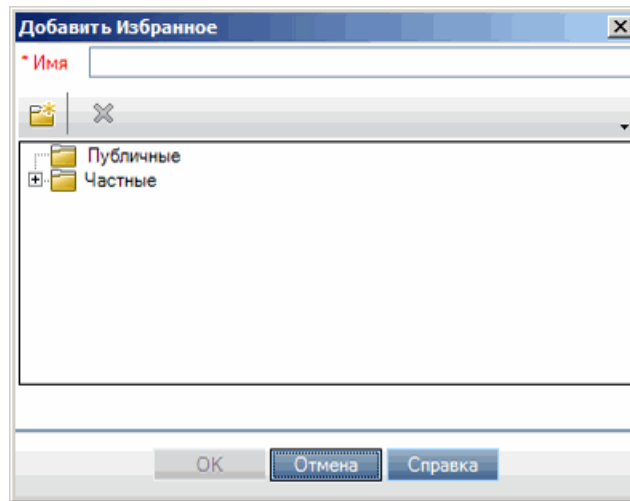 Добавить Избранное
* Имя
Публичные
Частные
OK Отмена Справка